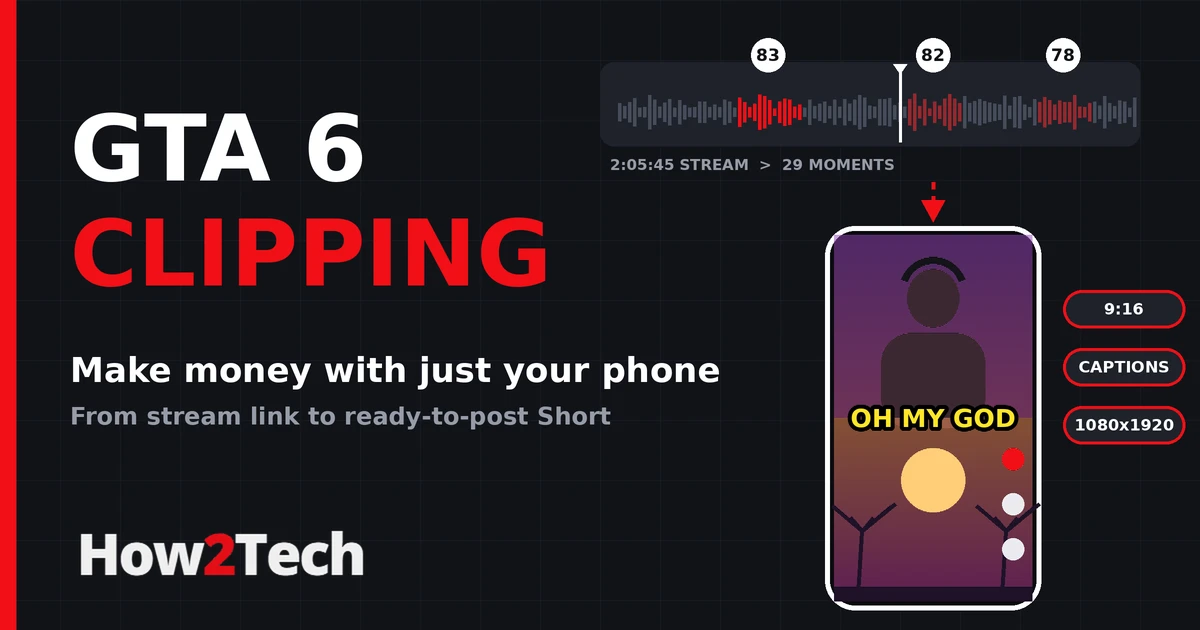 GTA 6
CLIPPING
Make money with just your phone
From stream link to ready-to-post Short
How2Tech
83
82
78
2:05:45 STREAM > 29 MOMENTS
OH MY GOD
9:16
CAPTIONS
1080x1920